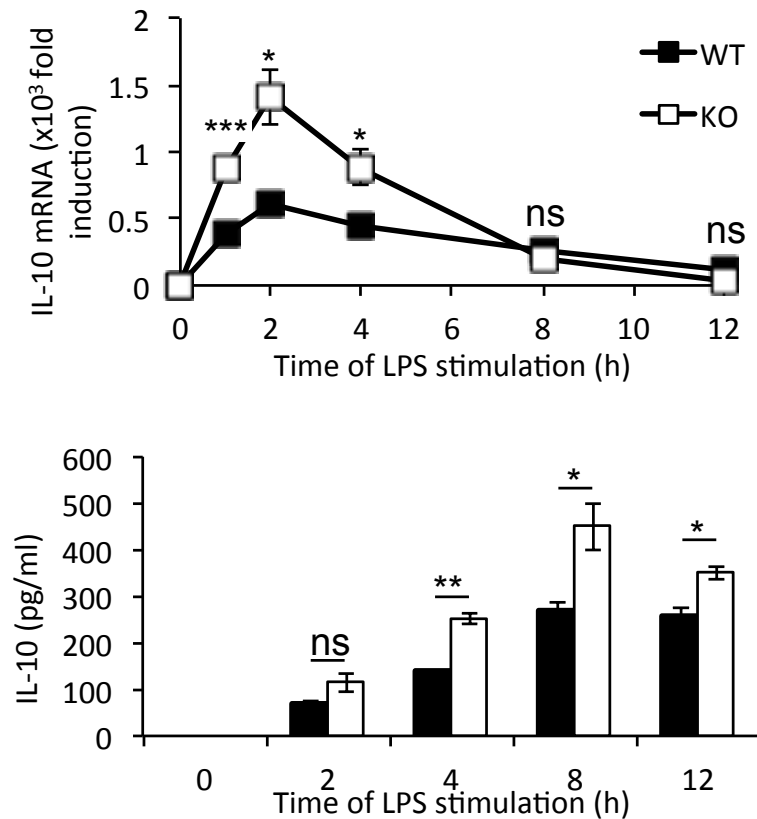 2
WT
*
1.5
KO
***
*
1
0.5
ns
ns
0
0 2 4 6 8 10 12
IL-10 mRNA (x10³ fold
induction)
Time of LPS stimulation (h)
600
*
500
*
400
**
300
ns
200
100
0
0 2 4 8 12
IL-10 (pg/ml)
Time of LPS stimulation (h)